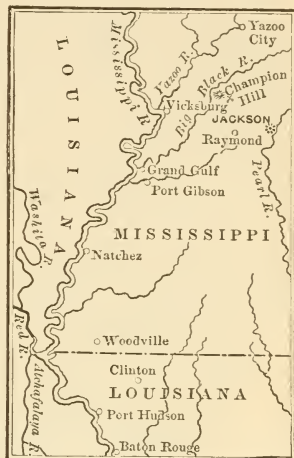 Yazoo
City
LOUISIANA
Mississippi R.
Yazoo R.
Big Black R.
Champion
Hill
Vicksburg
JACKSON
Raymond
Pearl R.
Grand Gulf
Port Gibson
Washita R.
MISSISSIPPI
Natchez
Red R.
Woodville
Atchafalaya R.
Clinton
LOUISIANA
Port Hudson
Baton Rouge